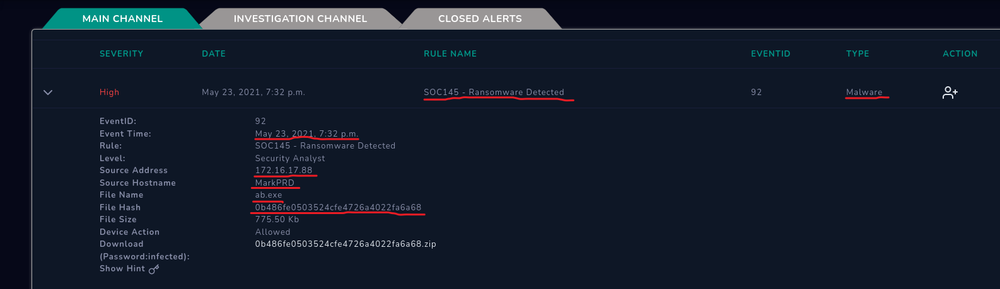 MAIN CHANNEL INVESTIGATION CHANNEL CLOSED ALERTS
SEVERITY DATE RULE NAME EVENTID TYPE ACTION
High May 23, 2021, 7:32 p.m. SOC145 - Ransomware Detected 92 Malware
EventID: 92
Event Time: May 23, 2021, 7:32 p.m.
Rule: SOC145 - Ransomware Detected
Level: Security Analyst
Source Address 172.16.17.88
Source Hostname MarkPRD
File Name ab.exe
File Hash 0b486fe0503524cfe4726a4022fa6a68
File Size 775.50 Kb
Device Action Allowed
Download 0b486fe0503524cfe4726a4022fa6a68.zip
(Password:infected):
Show Hint